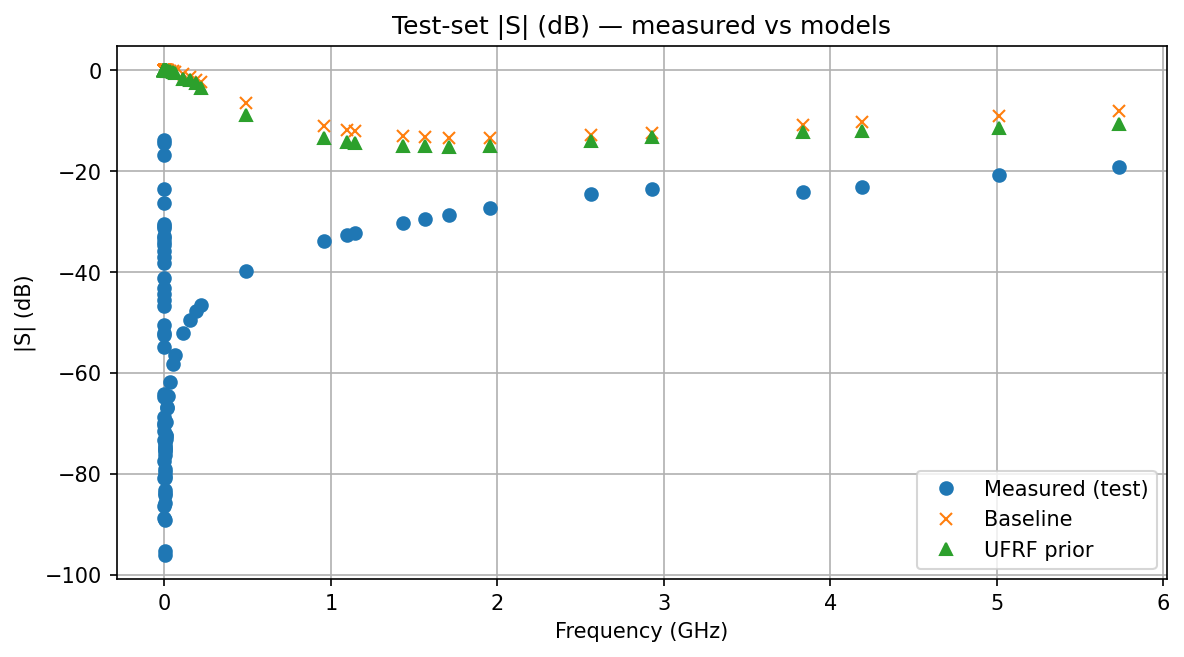 Test-set |S| (dB) — measured vs models
|S| (dB)
0
−20
−40
−60
−80
−100
0
1
2
3
4
5
6
Frequency (GHz)
Measured (test)
Baseline
UFRF prior